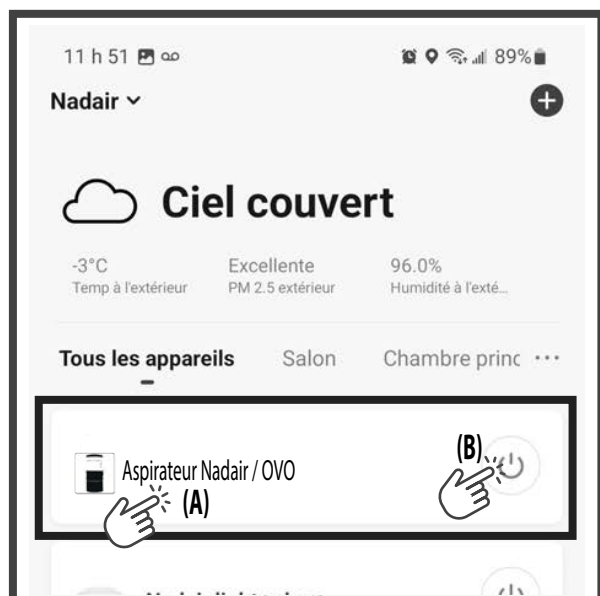 11 h 51 89%
Nadair
Ciel couvert
-3°C Excellente 96.0%
Temp à l'extérieur PM 2.5 extérieur Humidité à l'exté...
Tous les appareils Salon Chambre princ ...
(B)
Aspirateur Nadair / OVO
(A)